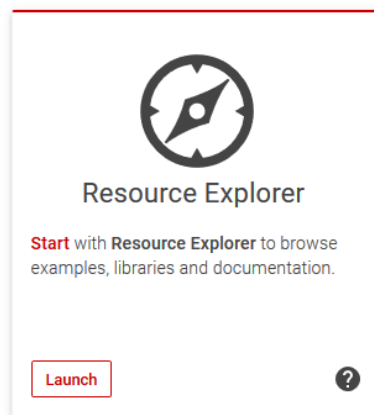 Resource Explorer
Start with Resource Explorer to browse
examples, libraries and documentation.
Launch
?